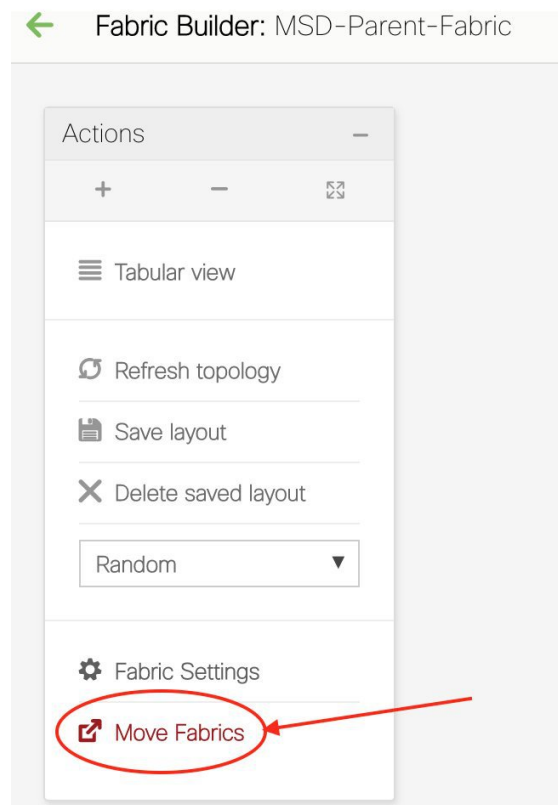 Fabric Builder: MSD-Parent-Fabric
Actions
Tabular view
Refresh topology
Save layout
Delete saved layout
Random
Fabric Settings
Move Fabrics